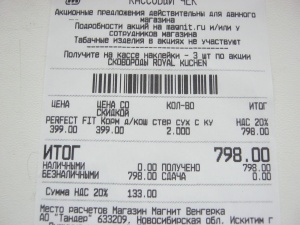 КАССОВЫЙ ЧЕК
Акционные предложения действительны для данного
магазина
Подробности акций на magnit.ru и/или у
сотрудников магазина
Табачные изделия в акциях не участвуют
Получите на кассе наклейки - 3 шт по акции
СКОВОРОДЫ ROYAL KUCHEN
ЦЕНА ЦЕНА СО СКИДКОЙ КОЛ-ВО ИТОГ
PERFECT FIT Корм д/кош стер сух с ку НДС 20%
399.00 399.00 2.000 798.00
ИТОГ 798.00
НАЛИЧНЫМИ 0.00 ПОЛУЧЕНО 798.00
БЕЗНАЛИЧНЫМИ 798.00 СДАЧА 0.00
Сумма НДС 20% 133.00
Место расчетов Магазин Магнит Венгерка
АО "Тандер" 633209, Новосибирская обл, Искитим г